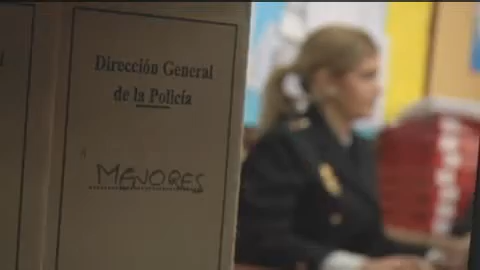 Dirección General
de la Policía
MENORES